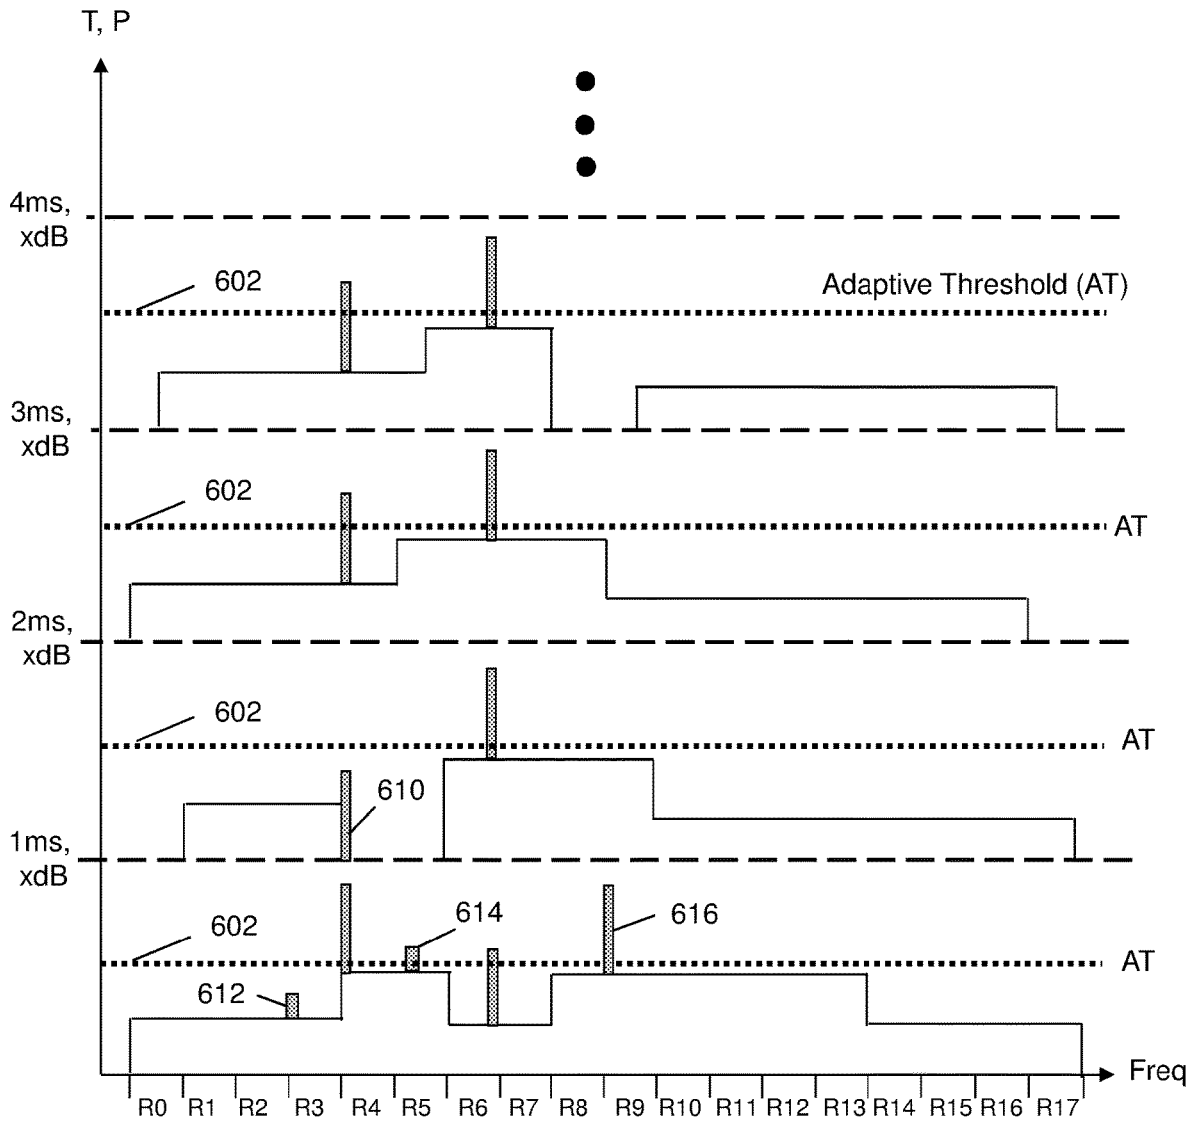 T, P
4ms,
xdB
602
Adaptive Threshold (AT)
3ms,
xdB
602
AT
2ms,
xdB
602
AT
610
1ms,
xdB
614
616
602
AT
612
Freq
R0 R1 R2 R3 R4 R5 R6 R7 R8 R9 R10 R11 R12 R13 R14 R15 R16 R17